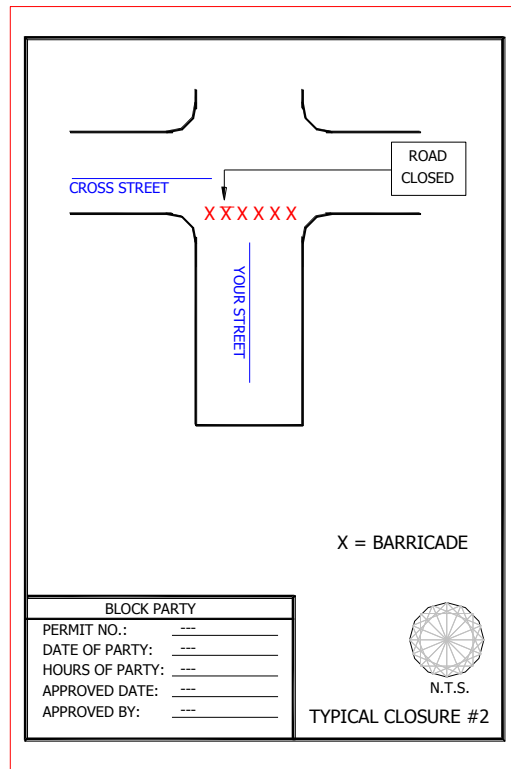 ROAD
CLOSED
CROSS STREET
X X X X X X
YOUR STREET
X = BARRICADE
BLOCK PARTY
PERMIT NO.: ---
DATE OF PARTY: ---
HOURS OF PARTY: ---
APPROVED DATE: ---
APPROVED BY: ---
N.T.S.
TYPICAL CLOSURE #2